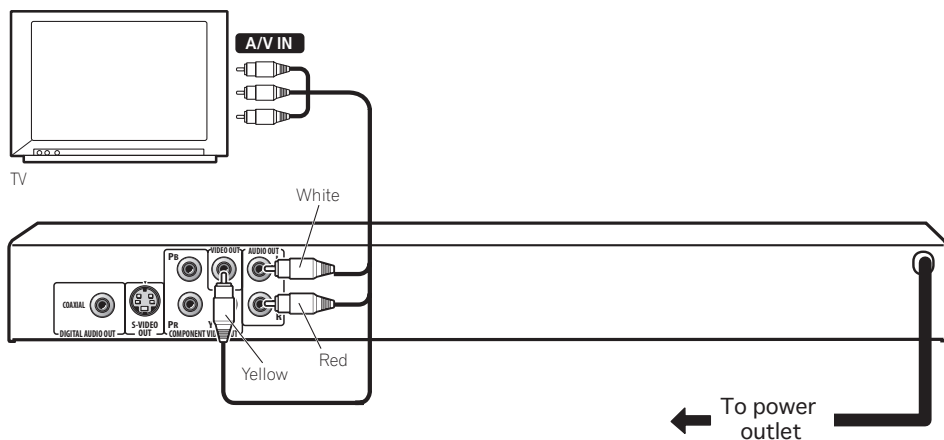 A/V IN
TV
White
VIDEO OUT
AUDIO OUT
PB
COAXIAL
DIGITAL AUDIO OUT
S-VIDEO
OUT
PR
Y
R
Yellow
Red
To power
outlet